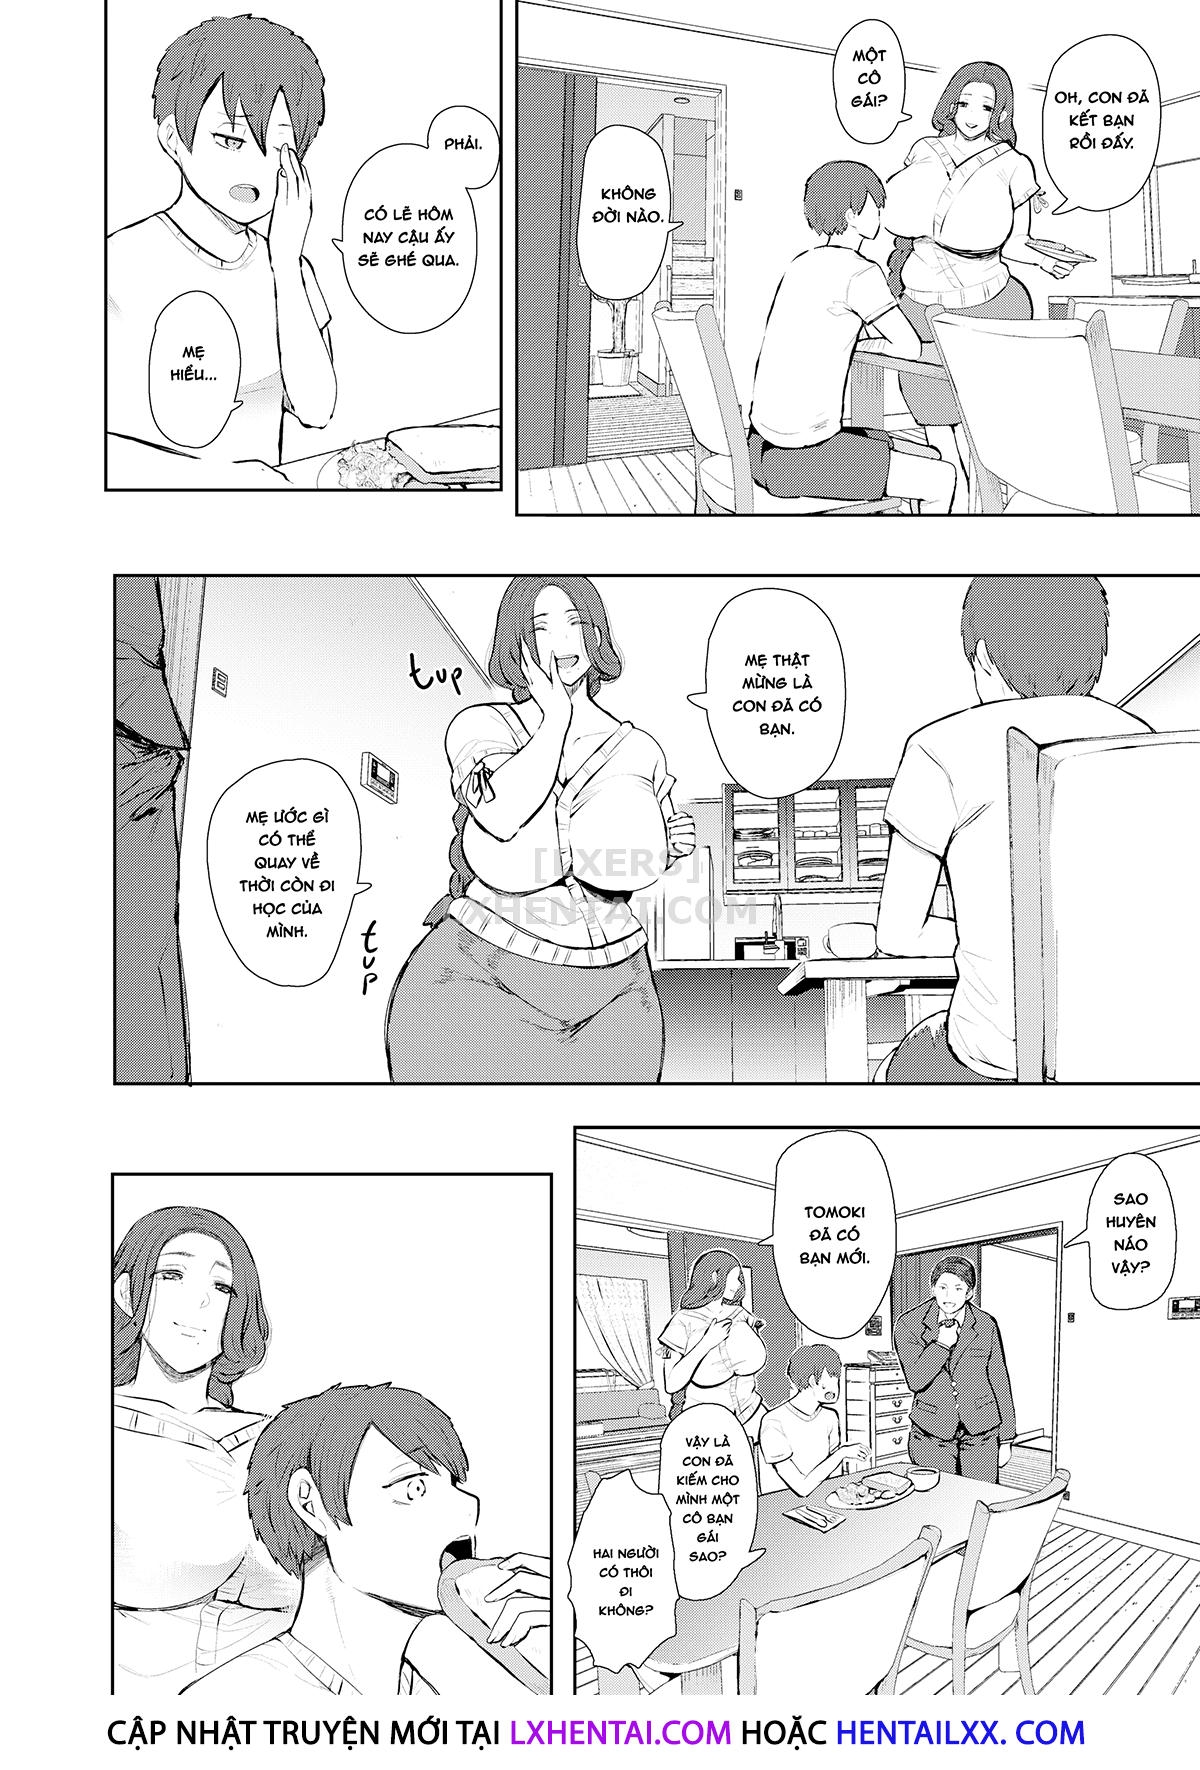 OH, CON ĐÃ
KẾT BẠN
RỒI ĐẤY.
MỘT
CÔ
GÁI?
KHÔNG
ĐỜI NÀO.
PHẢI.
CÓ LẼ HÔM
NAY CẬU ẤY
SẼ GHÉ QUA.
MẸ
HIỂU...
MẸ THẬT
MỪNG LÀ
CON ĐÃ CÓ
BẠN.
tup
MẸ ƯỚC GÌ
CÓ THỂ
QUAY VỀ
THỜI CÒN ĐI
HỌC CỦA
MÌNH.
tup
[LXERS]
LXHENTAI.COM
SAO
HUYÊN
NÁO
VẬY?
TOMOKI
ĐÃ CÓ
BẠN MỚI.
VẬY LÀ
CON ĐÃ
KIẾM CHO
MÌNH MỘT
CÔ BẠN
GÁI
SAO?
HAI NGƯỜI
CÓ THÔI
ĐI
KHÔNG?
CẬP NHẬT TRUYỆN MỚI TẠI LXHENTAI.COM HOẶC HENTAILXX. COM